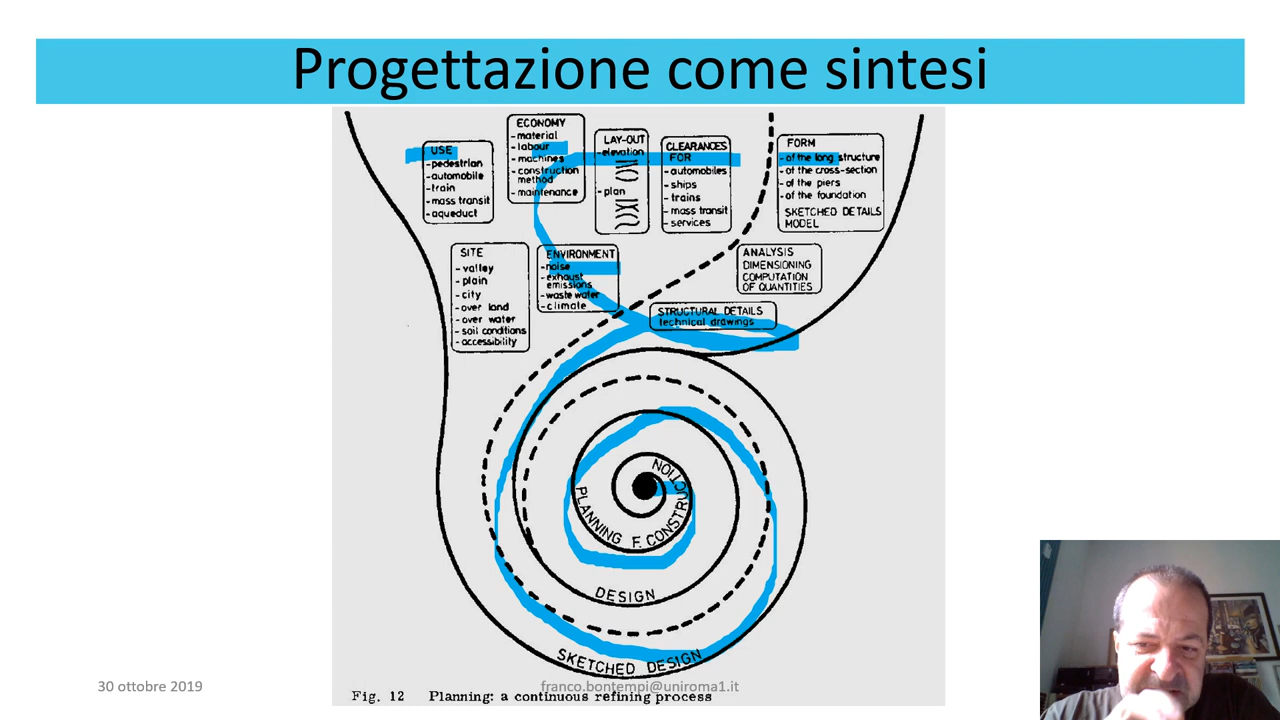 Progettazione come sintesi
USE
-pedestrian
-automobile
-train
-mass transit
-aqueduct
ECONOMY
-material
-labour
-machines
-construction
method
-maintenance
LAY-OUT
-elevation
-plan
CLEARANCES
FOR
-automobiles
-ships
-trains
-mass transit
-services
FORM
-of the long structure
-of the cross-section
-of the piers
-of the foundation
SKETCHED DETAILS
MODEL
SITE
-valley
-plain
-city
-over land
-over water
-soil conditions
-accessibility
ENVIRONMENT
-noise
-exhaust
emissions
-waste water
-climate
ANALYSIS
DIMENSIONING
COMPUTATION
OF QUANTITIES
STRUCTURAL DETAILS
technical drawings
PLANNING F. CONSTRUCTION
DESIGN
SKETCHED DESIGN
30 ottobre 2019
franco.bontempi@uniroma1.it
Fig. 12 Planning: a continuous refining process